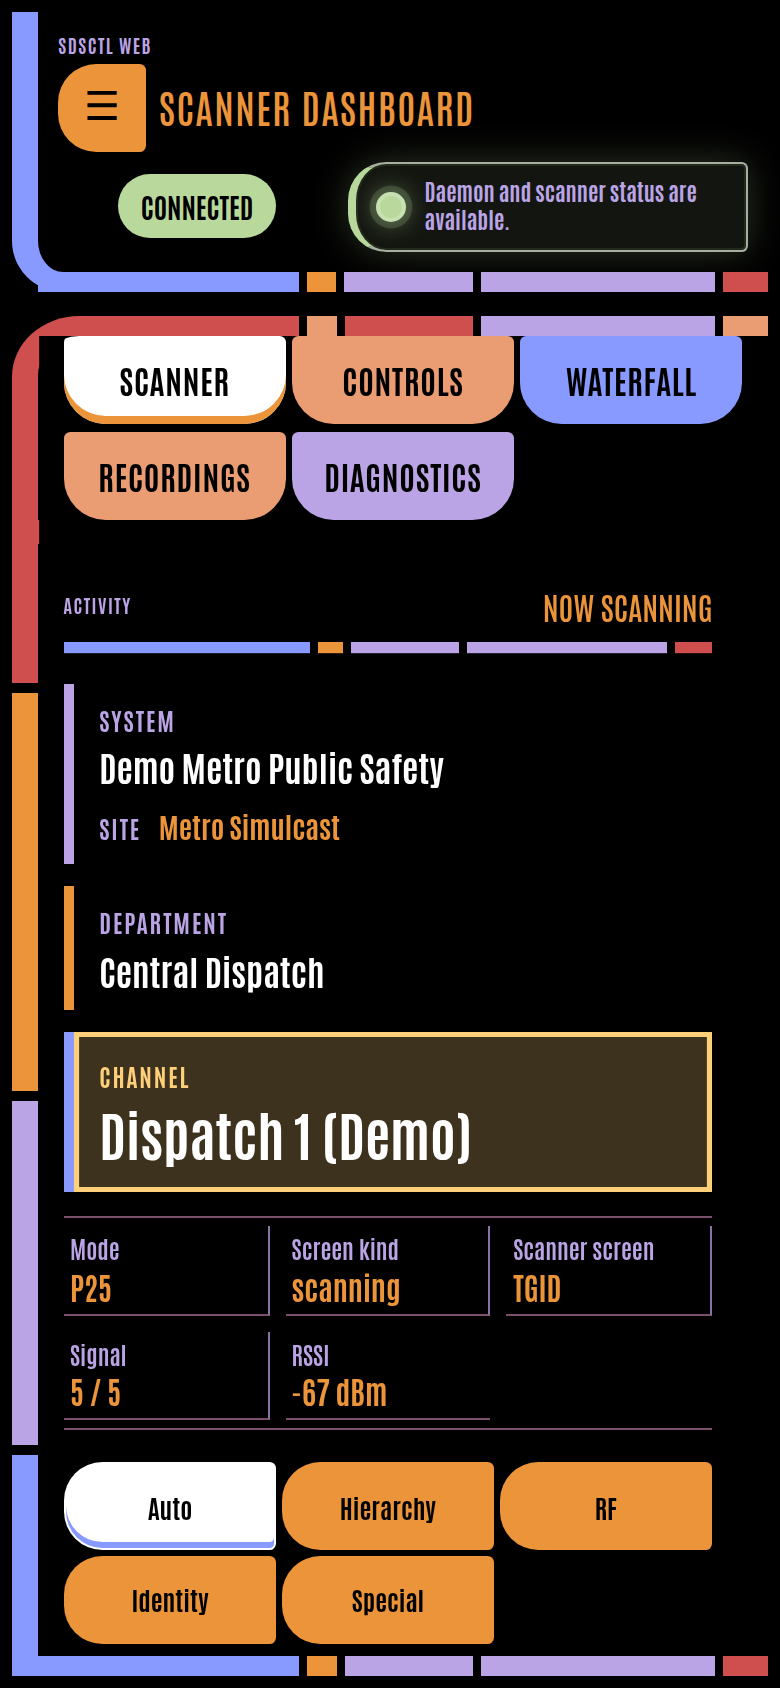 SDSCTL WEB
☰ SCANNER DASHBOARD
CONNECTED
Daemon and scanner status are
available.
SCANNER
CONTROLS
WATERFALL
RECORDINGS
DIAGNOSTICS
ACTIVITY
NOW SCANNING
SYSTEM
Demo Metro Public Safety
SITE Metro Simulcast
DEPARTMENT
Central Dispatch
CHANNEL
Dispatch 1 (Demo)
Mode
P25
Screen kind
scanning
Scanner screen
TGID
Signal
5 / 5
RSSI
-67 dBm
Auto
Hierarchy
RF
Identity
Special